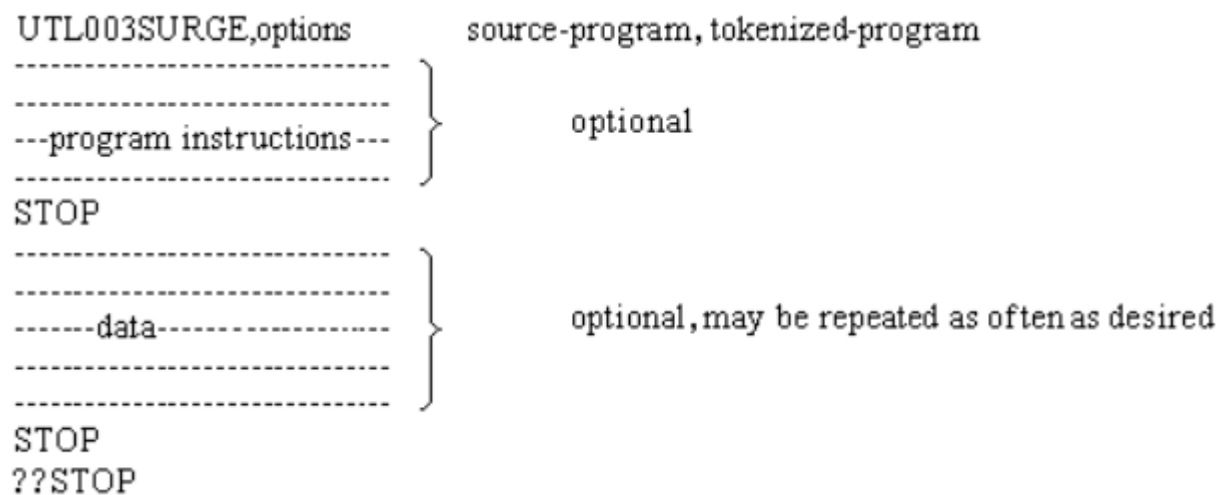 UTL003SURGE,options source-program, tokenized-program
---------------------------------
---------------------------------
---program instructions---
---------------------------------
optional
STOP
---------------------------------
---------------------------------
-------data--------------------
---------------------------------
---------------------------------
optional, may be repeated as often as desired
STOP
??STOP